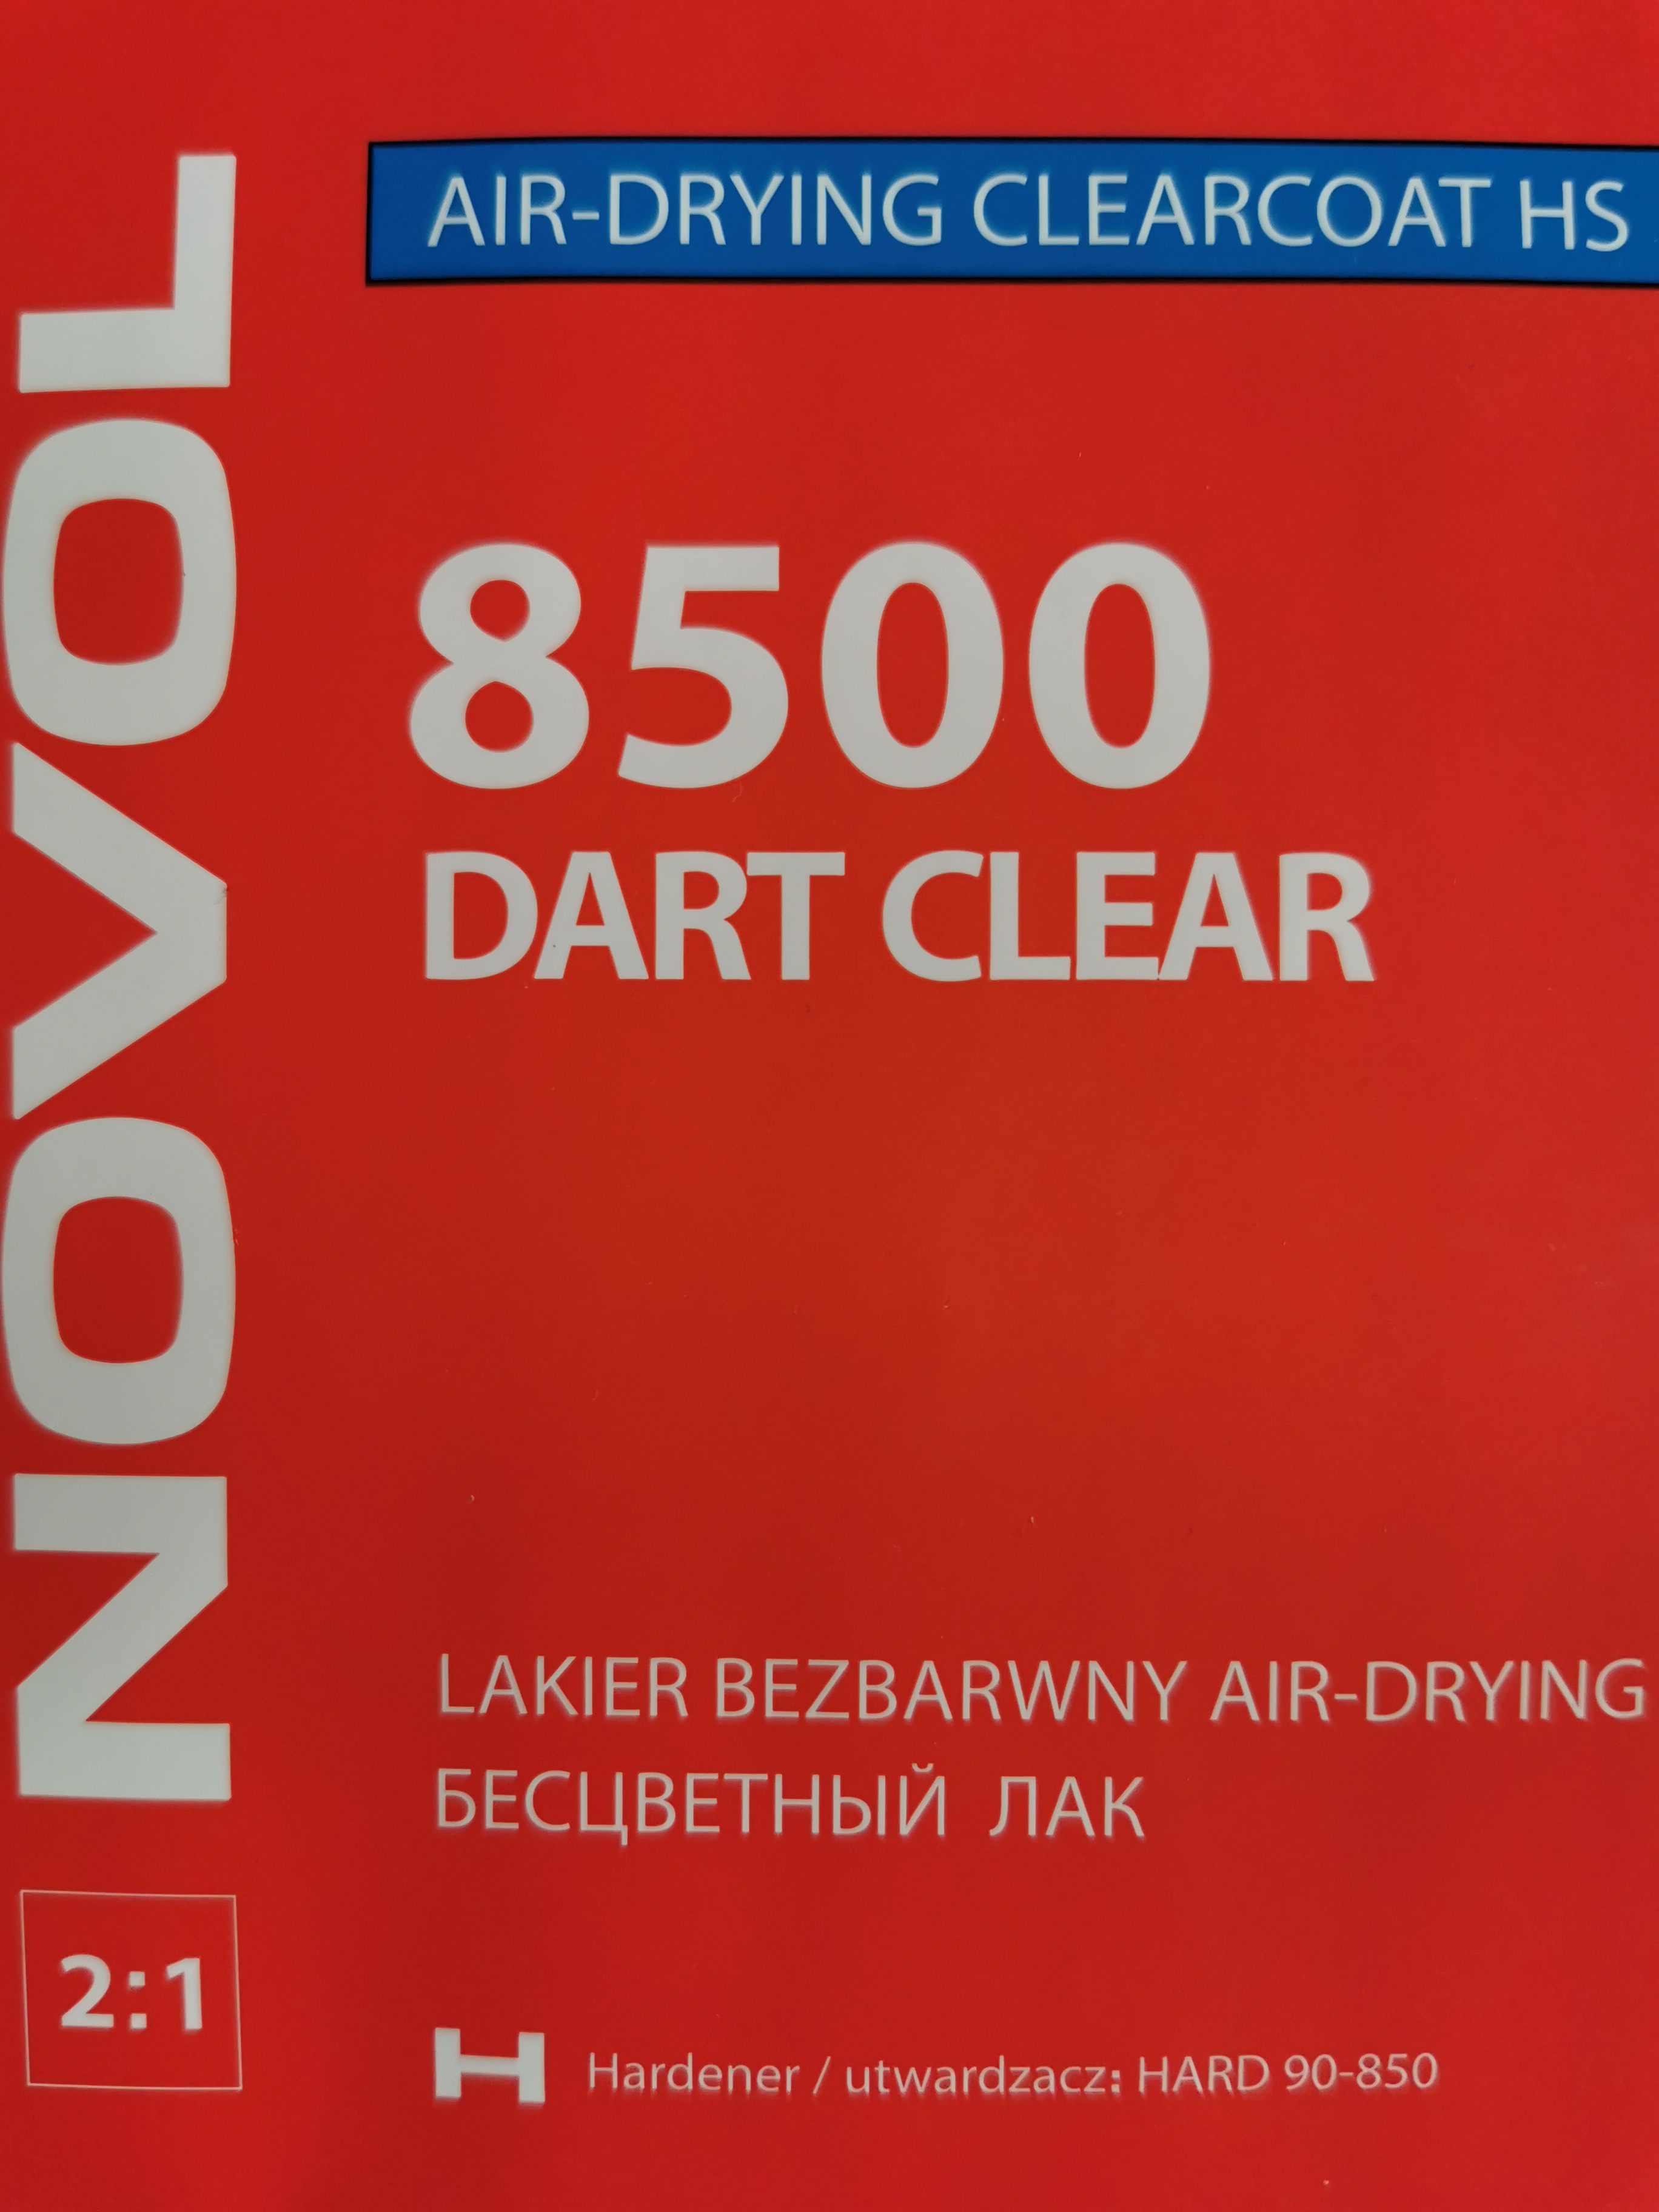 NOVOL
AIR-DRYING CLEARCOAT HS
8500
DART CLEAR
LAKIER BEZBARWNY AIR-DRYING
БЕСЦВЕТНЫЙ ЛАК
2:1
H Hardener / utwardzacz: HARD 90-850